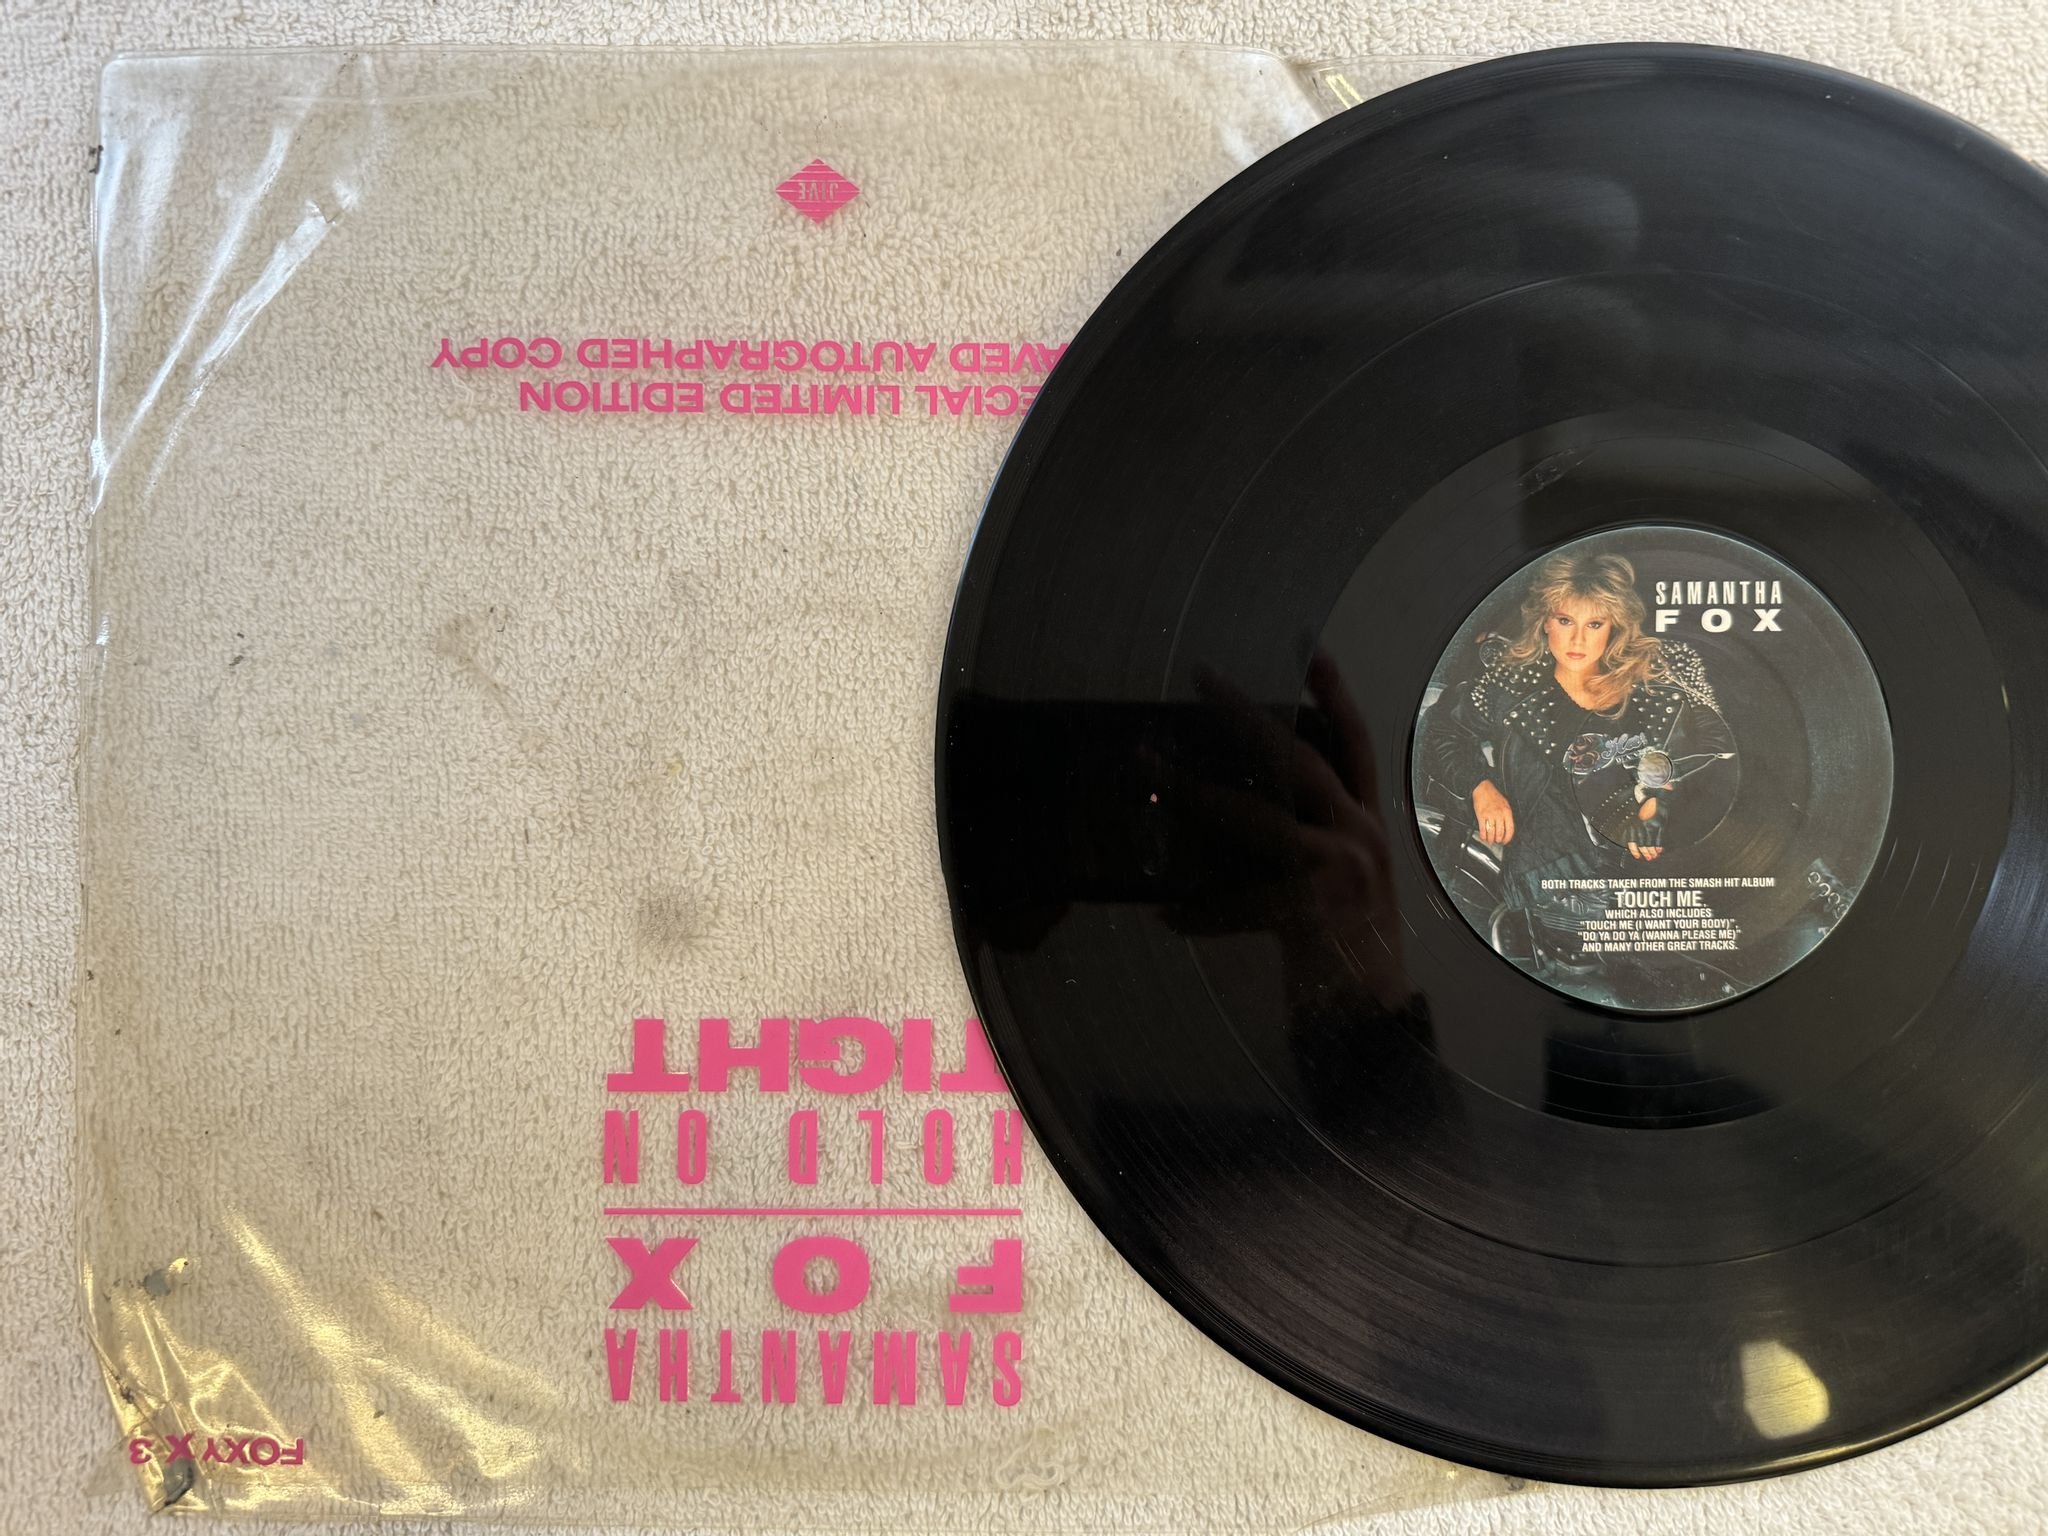 SAMANTHA
FOX
HOLD ON
TIGHT
ECIAL LIMITED EDITION
AVED AUTOGRAPHED COPY
JIVE
FOXY X 3
SAMANTHA
FOX
BOTH TRACKS TAKEN FROM THE SMASH HIT ALBUM
TOUCH ME.
WHICH ALSO INCLUDES
"TOUCH ME (I WANT YOUR BODY)",
"DO YA DO YA (WANNA PLEASE ME)"
AND MANY OTHER GREAT TRACKS.